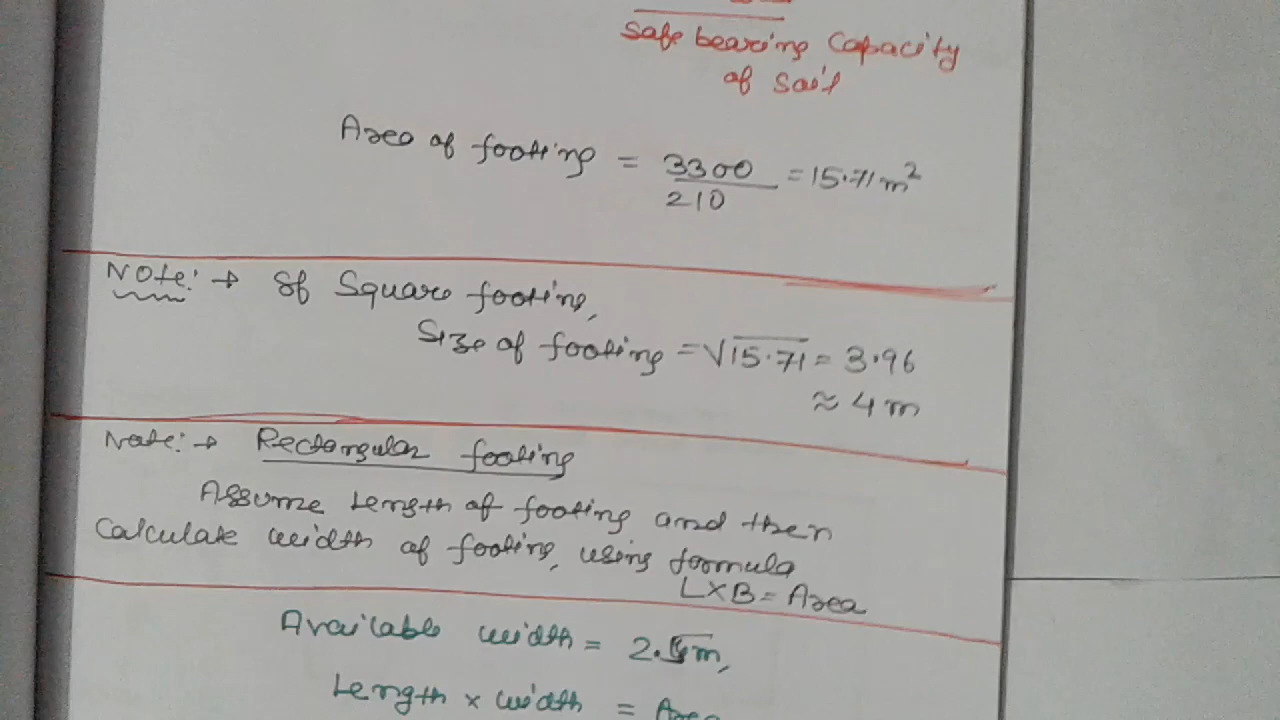 Safe bearing Capacity
of Soil
Area of footing = 3300/210 = 15.71 m²
Note: → If Square footing,
Size of footing = √15.71 = 3.96
≈ 4 m
Note: → Rectangular footing
Assume Length of footing and then
Calculate width of footing, using formula
L×B = Area
Available width = m,
Length × width = Area